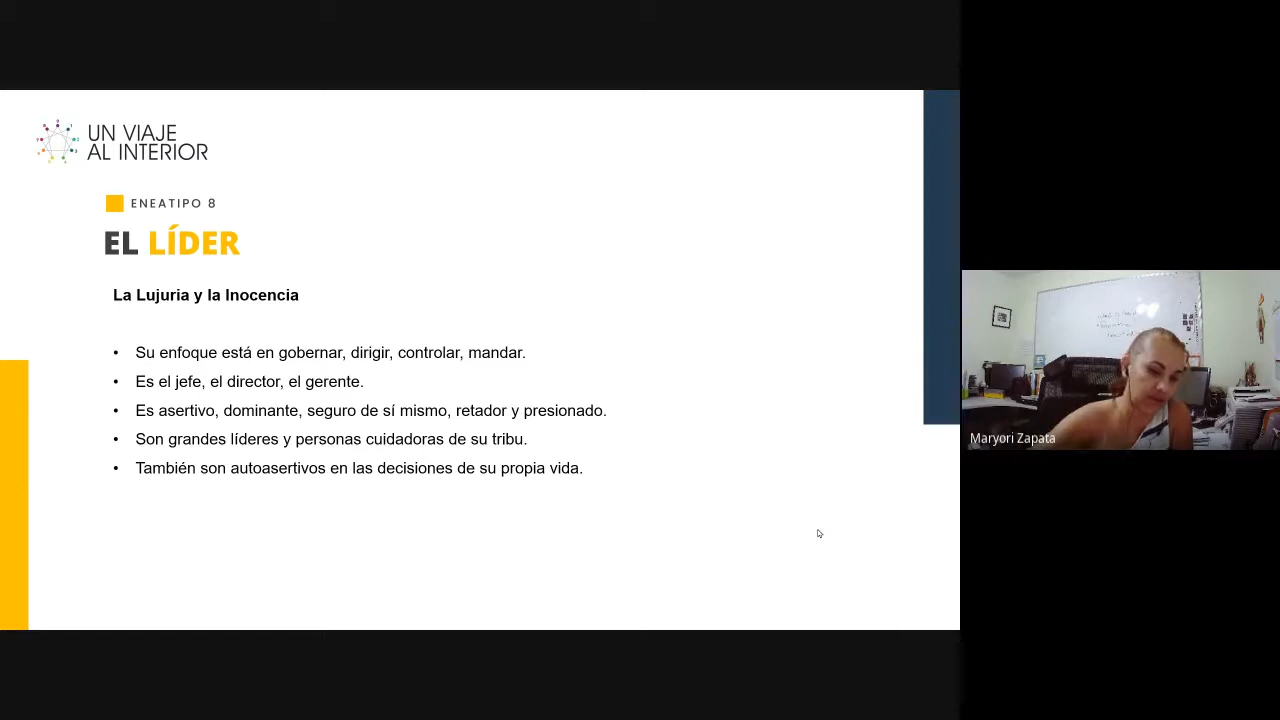 UN VIAJE
AL INTERIOR
ENEATIPO 8
EL LÍDER
La Lujuria y la Inocencia
• Su enfoque está en gobernar, dirigir, controlar, mandar.
• Es el jefe, el director, el gerente.
• Es asertivo, dominante, seguro de sí mismo, retador y presionado.
• Son grandes líderes y personas cuidadoras de su tribu.
• También son autoasertivos en las decisiones de su propia vida.
Maryori Zapata